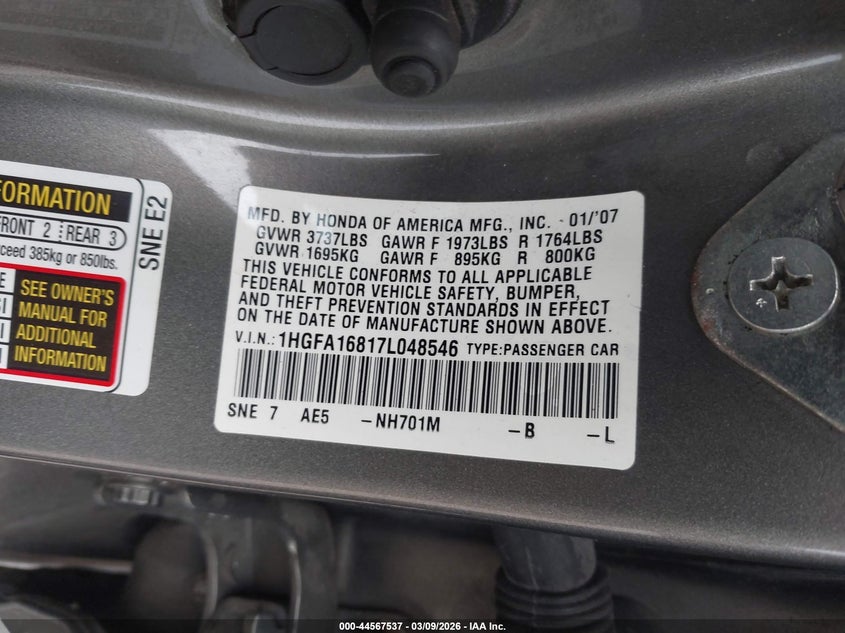 FORMATION
FRONT 2 REAR 3
xceed 385kg or 850lbs.
SEE OWNER'S
MANUAL FOR
ADDITIONAL
INFORMATION
SNE E2
MFD. BY HONDA OF AMERICA MFG., INC. 01/'07
GVWR 3737LBS GAWR F 1973LBS R 1764LBS
GVWR 1695KG GAWR F 895KG R 800KG
THIS VEHICLE CONFORMS TO ALL APPLICABLE
FEDERAL MOTOR VEHICLE SAFETY, BUMPER,
AND THEFT PREVENTION STANDARDS IN EFFECT
ON THE DATE OF MANUFACTURE SHOWN ABOVE.
V.I.N.: 1HGFA16817L048546 TYPE:PASSENGER CAR
SNE 7 AE5 -NH701M -B -L
000-44567537 - 03/09/2026 - IAA Inc.